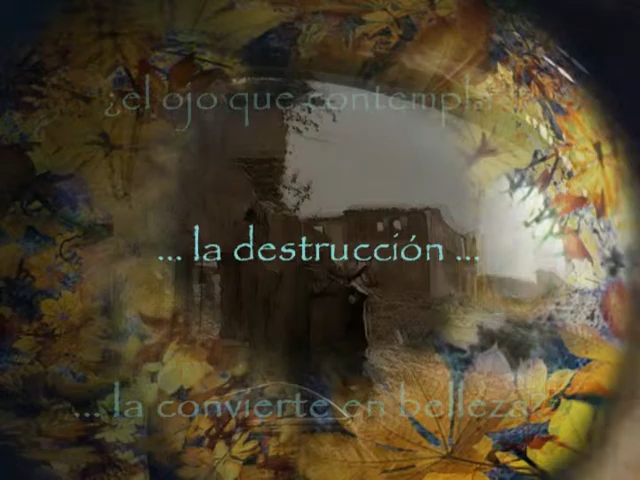 ¿el ojo que contempla
... la destrucción ...
... la convierte en belleza?